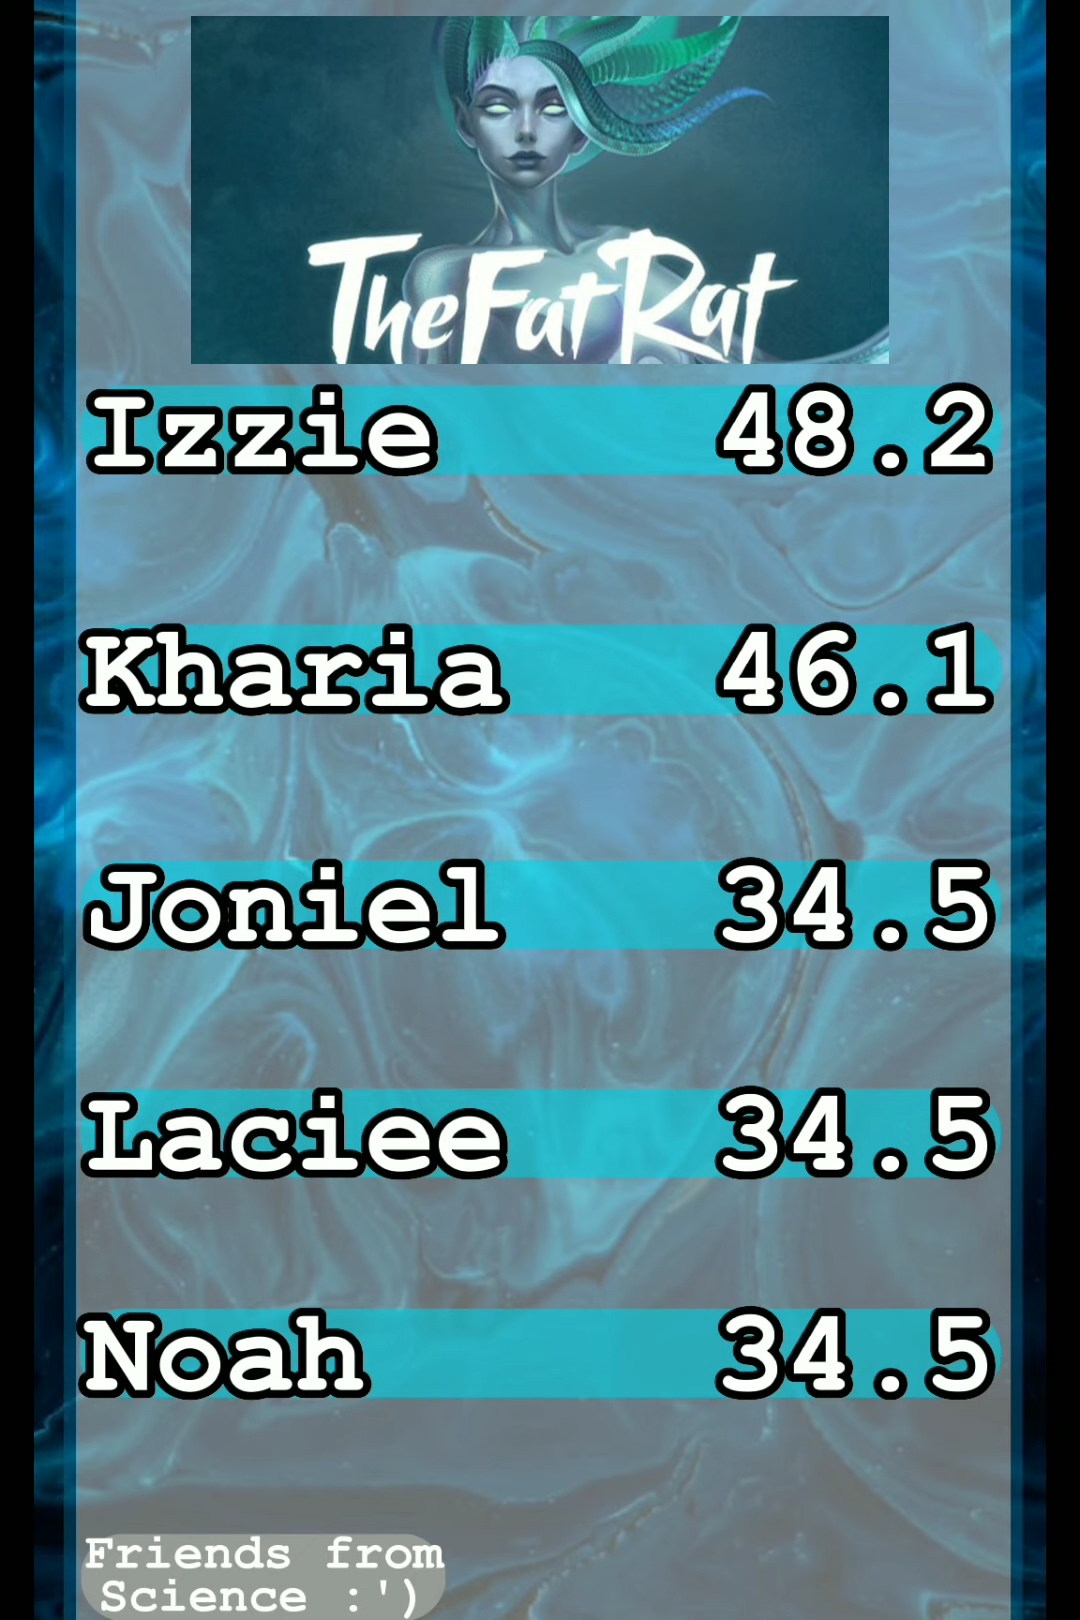 TheFatRat
Izzie 48.2
Kharia 46.1
Joniel 34.5
Laciee 34.5
Noah 34.5
Friends from
Science :')